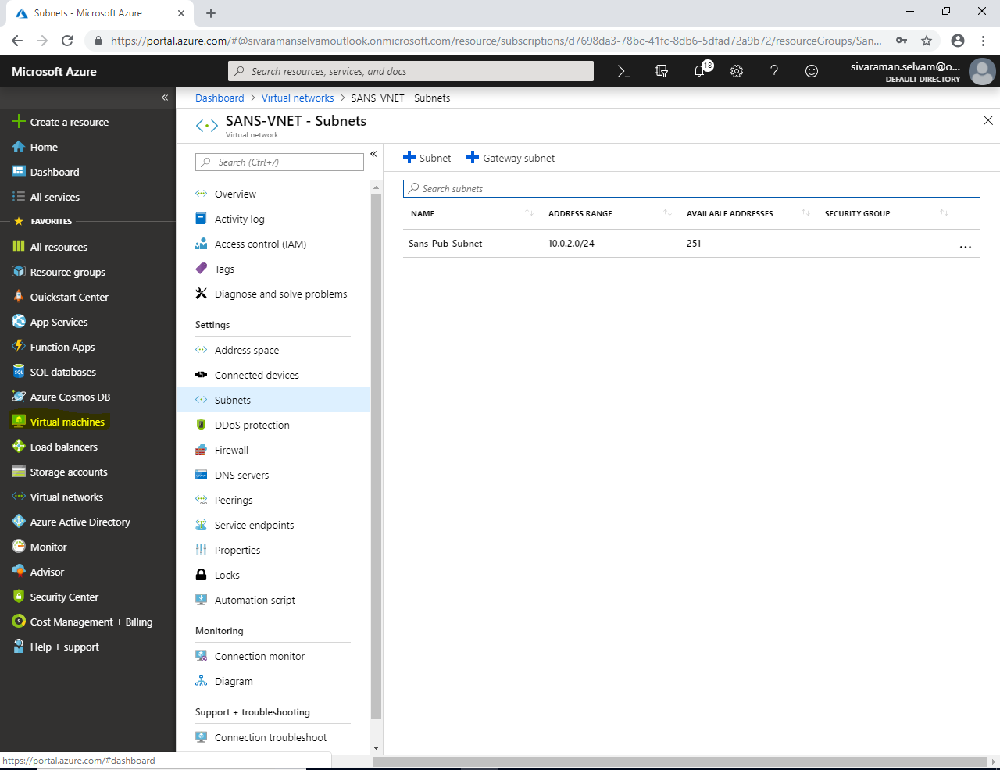 Subnets - Microsoft Azure
https://portal.azure.com/#@sivaramanselvamoutlook.onmicrosoft.com/resource/subscriptions/d7698da3-78bc-41fc-8db6-5dfad72a9b72/resourceGroups/San...
Microsoft Azure
Search resources, services, and docs
18
sivaraman.selvam@o...
DEFAULT DIRECTORY
Create a resource
Home
Dashboard
All services
FAVORITES
All resources
Resource groups
Quickstart Center
App Services
Function Apps
SQL databases
Azure Cosmos DB
Virtual machines
Load balancers
Storage accounts
Virtual networks
Azure Active Directory
Monitor
Advisor
Security Center
Cost Management + Billing
Help + support
https://portal.azure.com/#dashboard
Dashboard > Virtual networks > SANS-VNET - Subnets
SANS-VNET - Subnets
Virtual network
Search (Ctrl+/)
Overview
Activity log
Access control (IAM)
Tags
Diagnose and solve problems
Settings
Address space
Connected devices
Subnets
DDoS protection
Firewall
DNS servers
Peerings
Service endpoints
Properties
Locks
Automation script
Monitoring
Connection monitor
Diagram
Support + troubleshooting
Connection troubleshoot
Subnet Gateway subnet
Search subnets
NAME ADDRESS RANGE AVAILABLE ADDRESSES SECURITY GROUP
Sans-Pub-Subnet 10.0.2.0/24 251 - ...